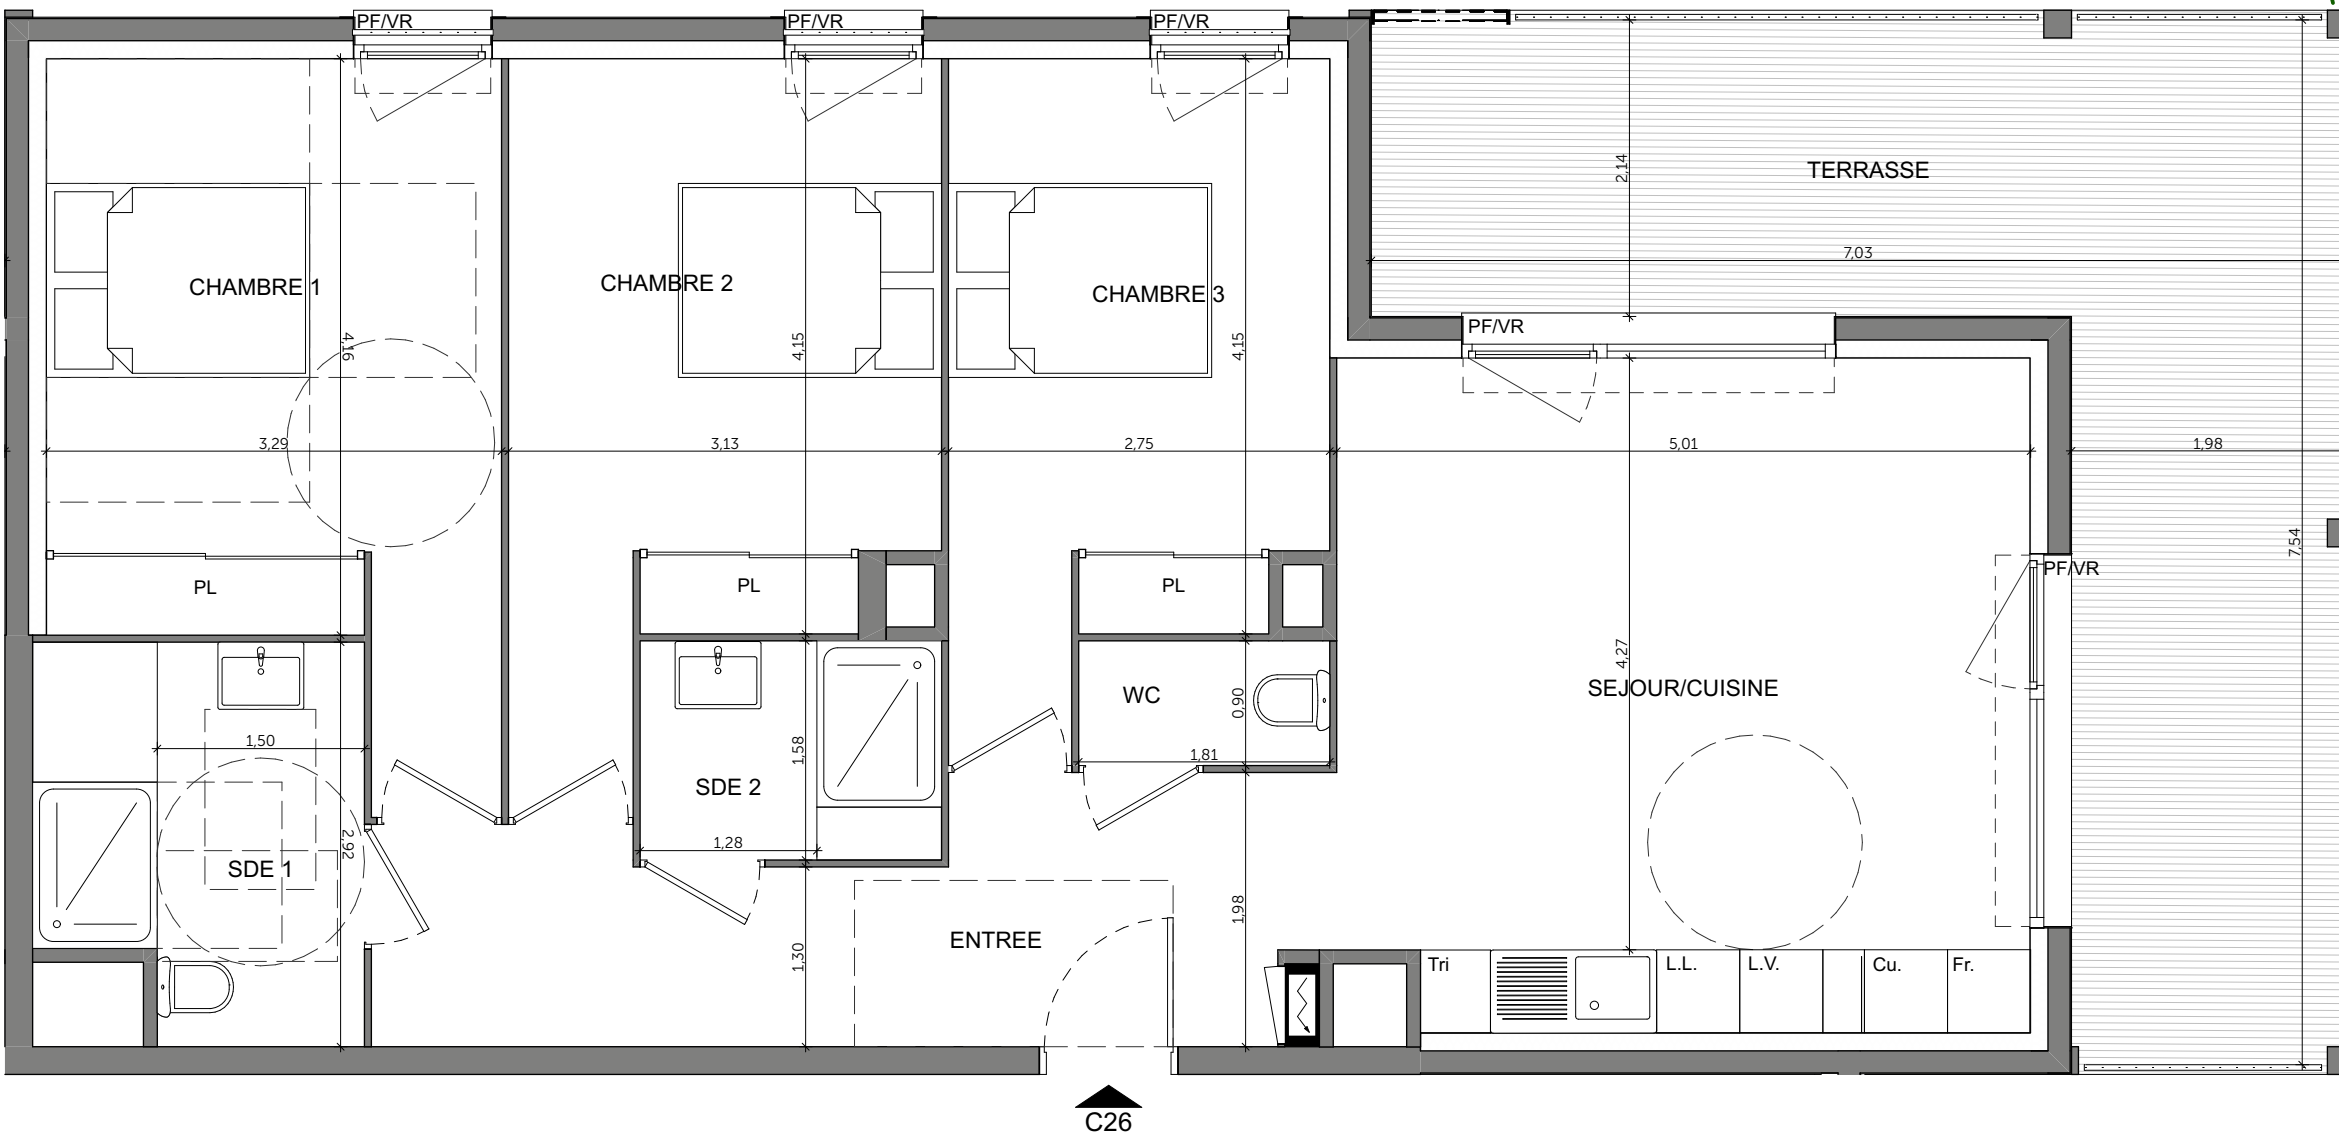 PF/VR
PF/VR
PF/VR
2,14
TERRASSE
7,03
CHAMBRE 1
CHAMBRE 2
CHAMBRE 3
PF/VR
4,16
4,15
4,15
3,29
3,13
2,75
5,01
1,98
7,54
PL
PL
PL
PF/VR
4,27
SEJOUR/CUISINE
WC
0,90
1,50
1,58
1,81
SDE 2
2,92
1,28
SDE 1
1,98
ENTREE
1,30
Tri
L.L.
L.V.
Cu.
Fr.
C26